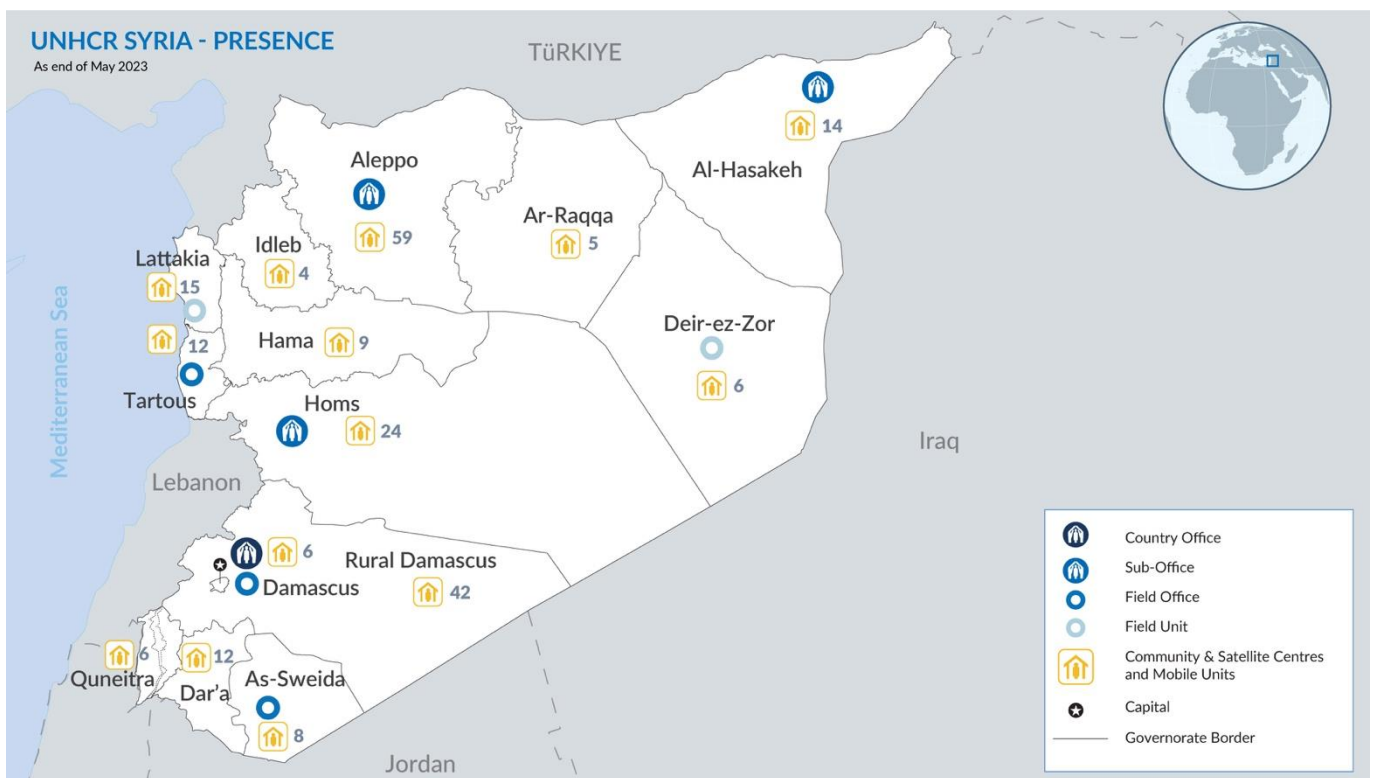 UNHCR SYRIA - PRESENCE
As end of May 2023
TüRKIYE
14
Al-Hasakeh
Aleppo
59
Ar-Raqqa
5
Idleb
4
Lattakia
15
12
Tartous
Hama
9
Deir-ez-Zor
6
Homs
24
Mediterranean Sea
Iraq
Lebanon
6
Damascus
Rural Damascus
42
6
Quneitra
12
Dar'a
As-Sweida
8
Jordan
Country Office
Sub-Office
Field Office
Field Unit
Community & Satellite Centres
and Mobile Units
Capital
Governorate Border